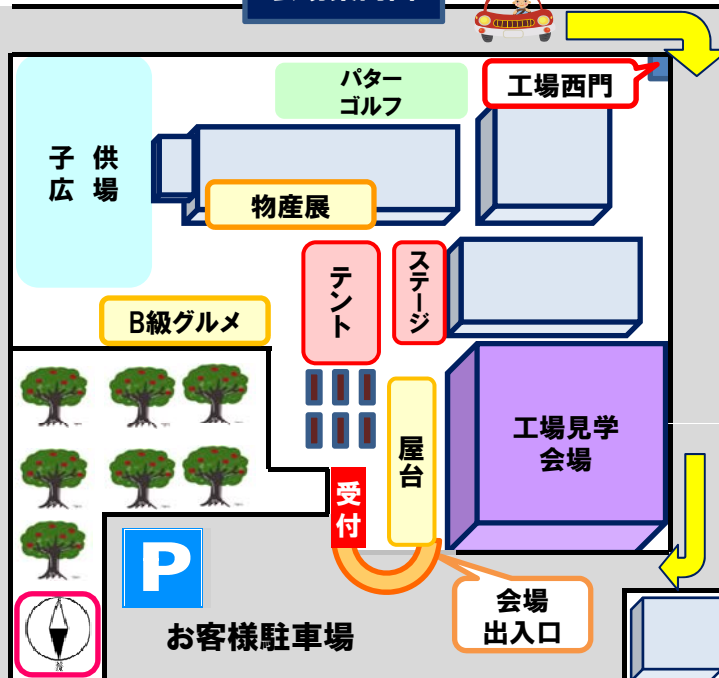 パター
ゴルフ
工場西門
子供
広場
物産展
テント
ステージ
B級グルメ
工場見学
会場
屋台
受付
P
会場
出入口
お客様駐車場